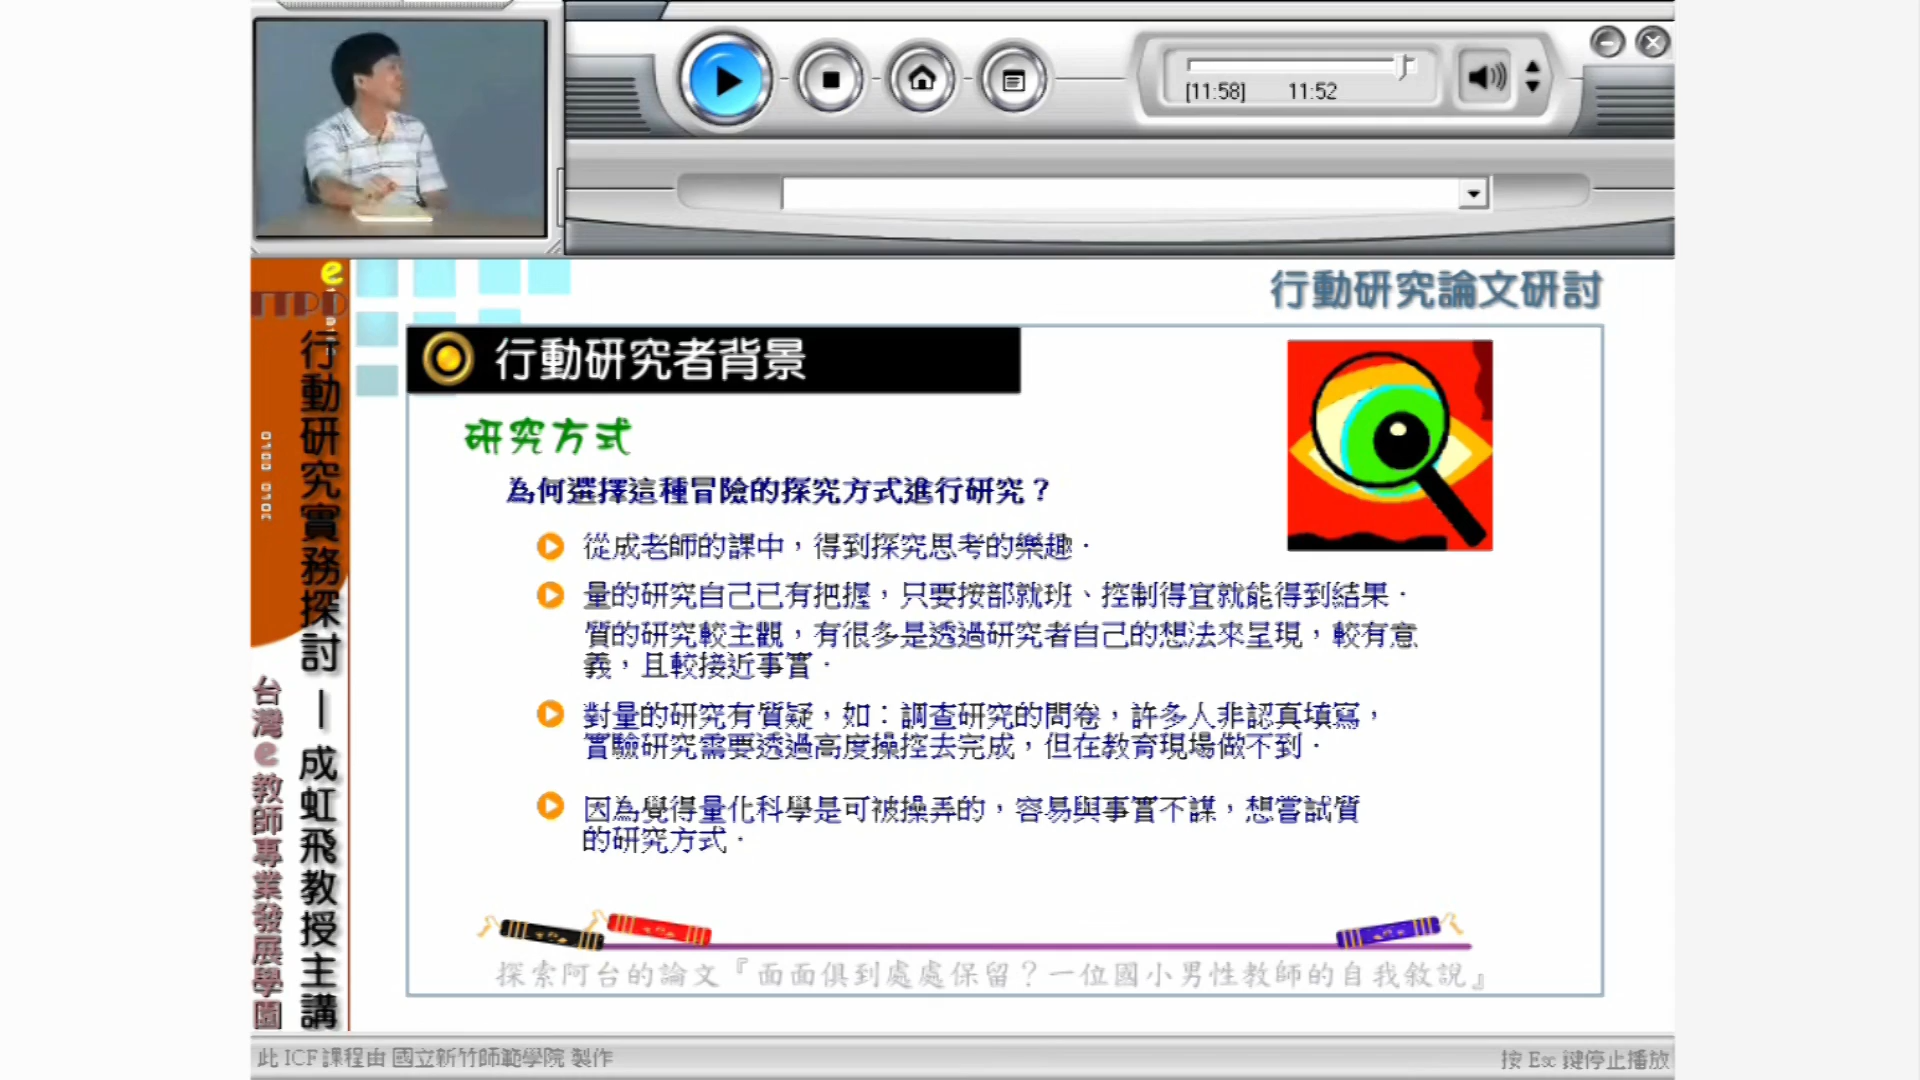 [11:58] 11:52
行動研究論文研討
行動研究者背景
研究方式
為何選擇這種冒險的探究方式進行研究？
從成老師的課中，得到探究思考的樂趣．
量的研究自己已有把握，只要按部就班、控制得宜就能得到結果．
質的研究較主觀，有很多是透過研究者自己的想法來呈現，較有意
義，且較接近事實．
對量的研究有質疑，如：調查研究的問卷，許多人非認真填寫，
實驗研究需要透過高度操控去完成，但在教育現場做不到．
因為覺得量化科學是可被操弄的，容易與事實不謀，想嘗試質
的研究方式．
探索阿台的論文『面面俱到處處保留？一位國小男性教師的自我敘說』
行動研究實務探討－成虹飛教授主講
台灣e教師專業發展學園
此 ICF 課程由 國立新竹師範學院 製作
按 Esc 鍵停止播放